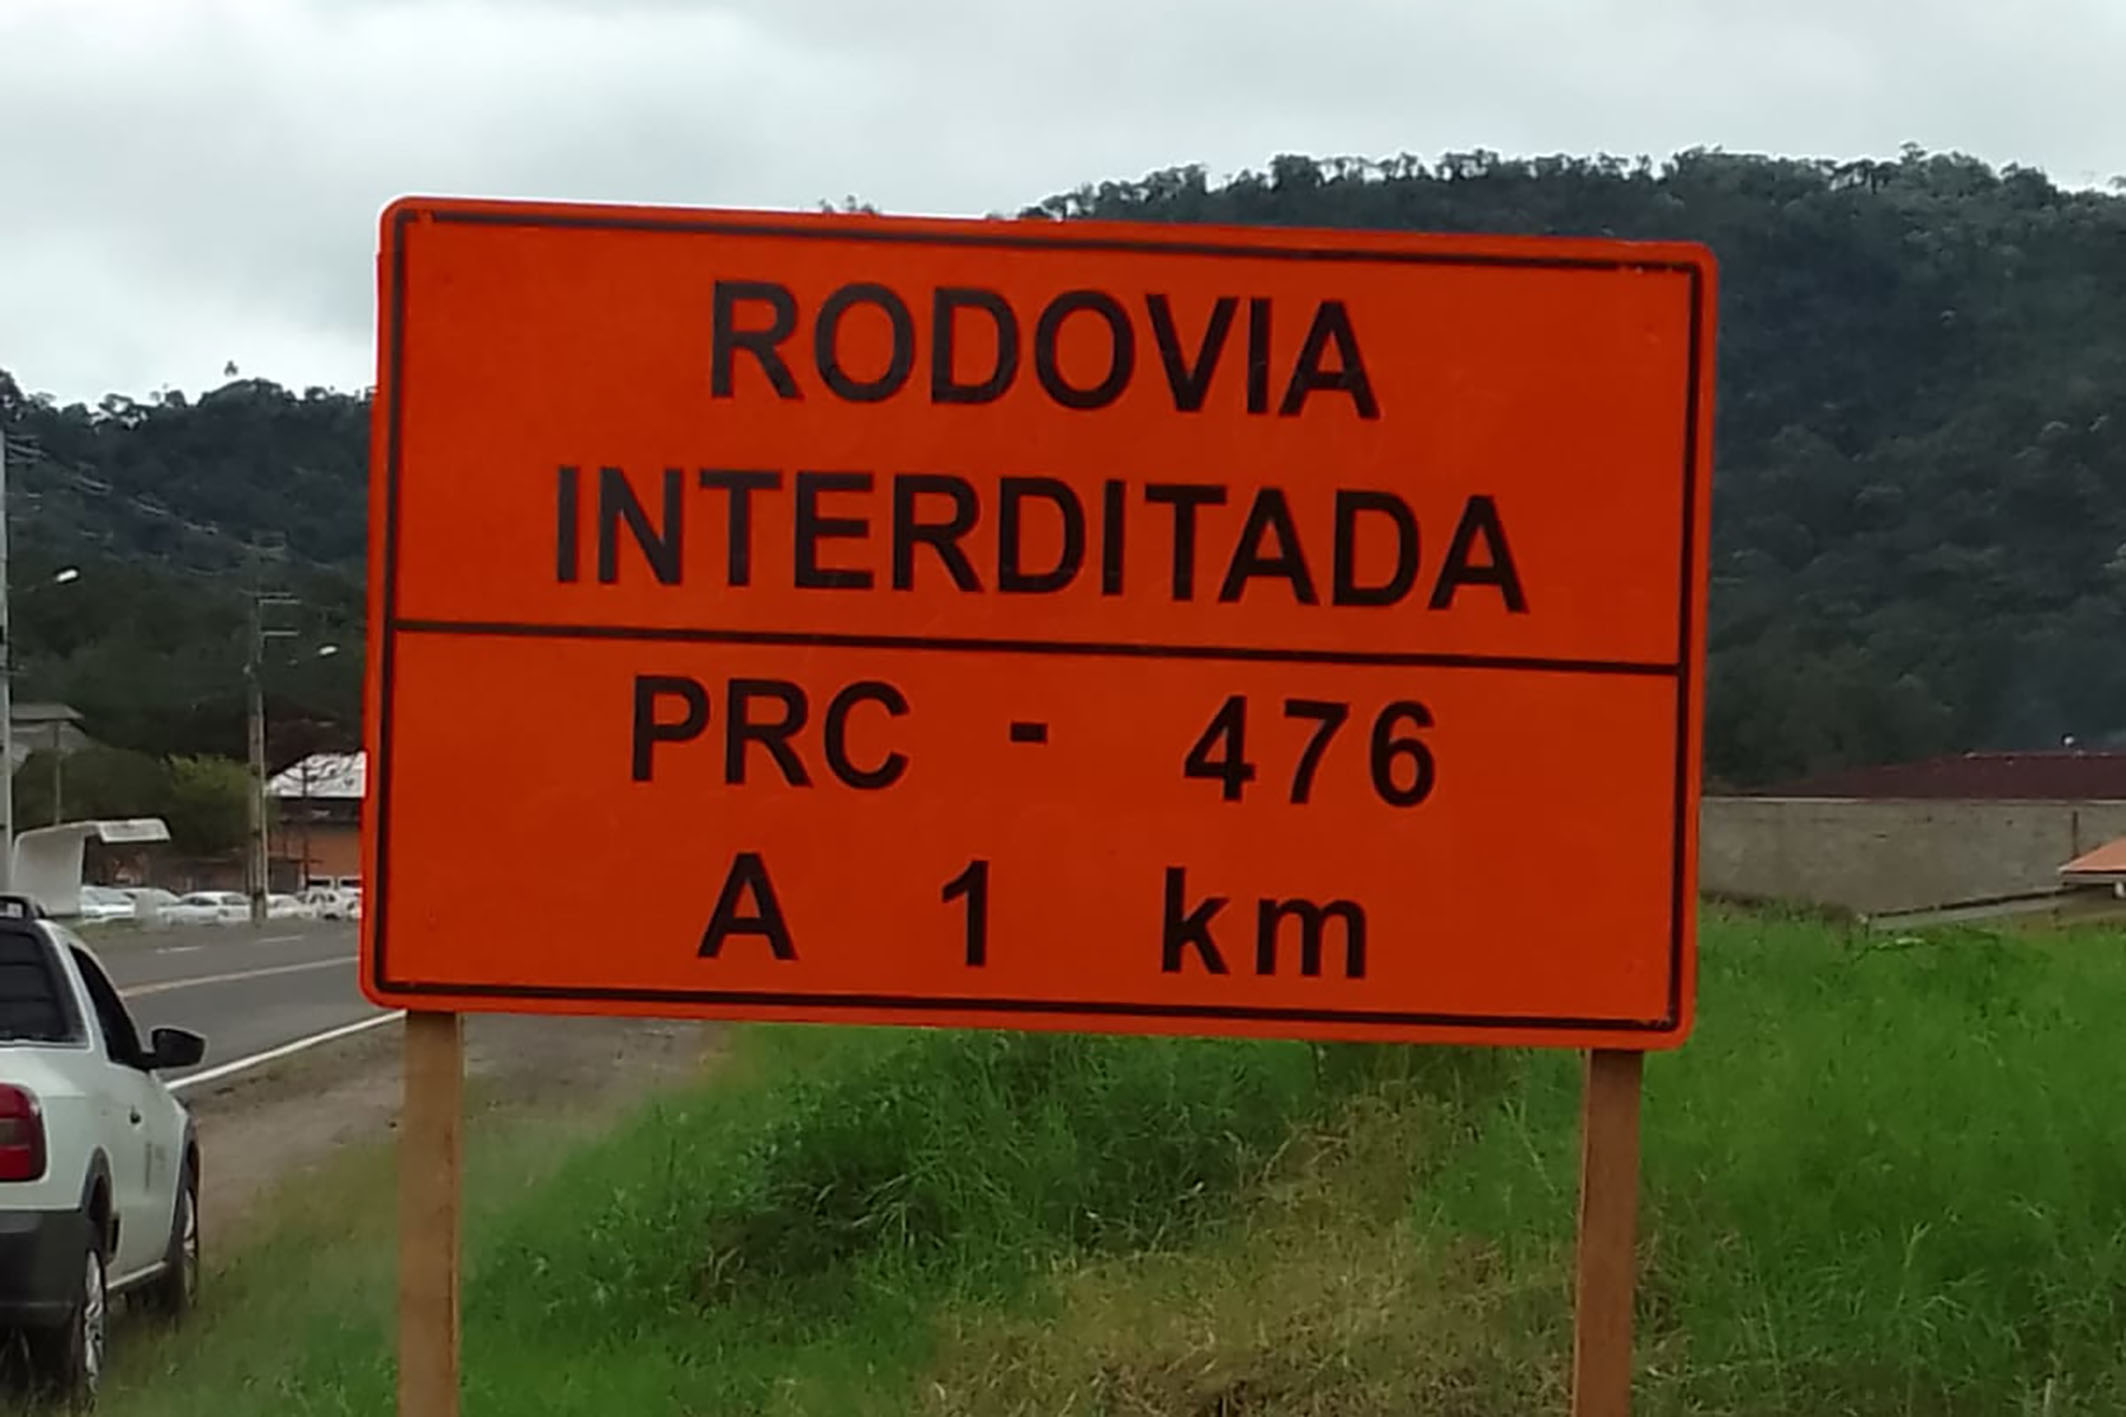 RODOVIA
INTERDITADA
PRC - 476
A 1 km